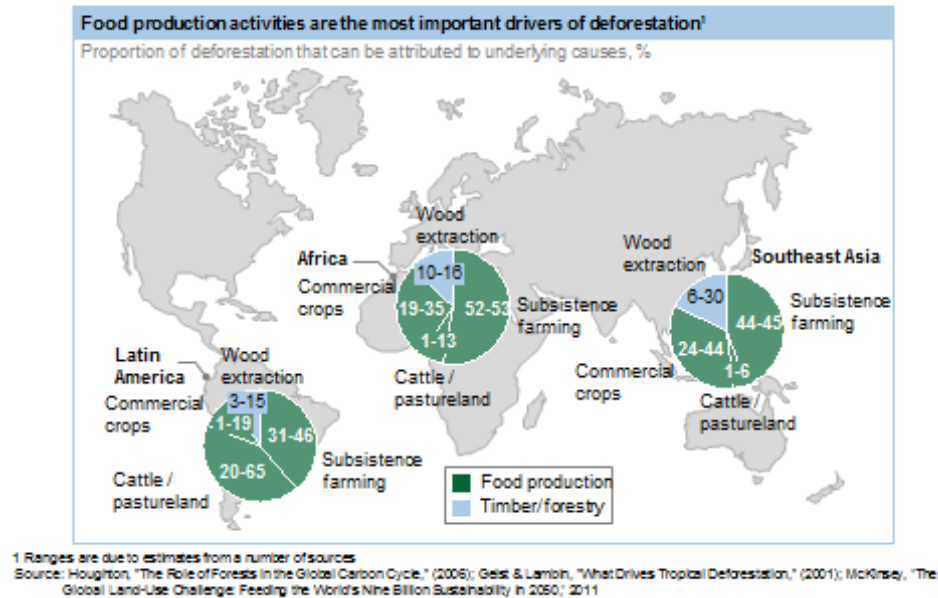 Food production activities are the most important drivers of deforestation¹
Proportion of deforestation that can be attributed to underlying causes, %
Africa
Wood
extraction
10-16
Commercial
crops
19-35
52-53
Subsistence
farming
1-13
Cattle /
pastureland
Southeast Asia
Wood
extraction
6-30
Subsistence
farming
44-45
24-44
1-6
Commercial
crops
Cattle /
pastureland
Latin
America
Wood
extraction
3-15
Commercial
crops
1-19
31-46
Subsistence
farming
20-65
Cattle /
pastureland
Food production
Timber/forestry
1 Ranges are due to estimates from a number of sources
Source: Houghton, "The Role of Forests in the Global Carbon Cycle," (2006); Geist & Lambin, "What Drives Tropical Deforestation," (2001); McKinsey, "The
Global Land-Use Challenge: Feeding the World's Nine Billion Sustainability in 2050," 2011